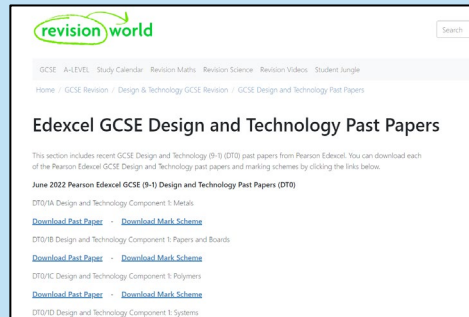 revision world
Search
GCSE A-LEVEL Study Calendar Revision Maths Revision Science Revision Videos Student Jungle
Home / GCSE Revision / Design & Technology GCSE Revision / GCSE Design and Technology Past Papers
Edexcel GCSE Design and Technology Past Papers
This section includes recent GCSE Design and Technology (9-1) (DT0) past papers from Pearson Edexcel. You can download each
of the Pearson Edexcel GCSE Design and Technology past papers and marking schemes by clicking the links below.
June 2022 Pearson Edexcel GCSE (9-1) Design and Technology Past Papers (DT0)
DT0/1A Design and Technology Component 1: Metals
Download Past Paper - Download Mark Scheme
DT0/1B Design and Technology Component 1: Papers and Boards
Download Past Paper - Download Mark Scheme
DT0/1C Design and Technology Component 1: Polymers
Download Past Paper - Download Mark Scheme
DT0/1D Design and Technology Component 1: Systems